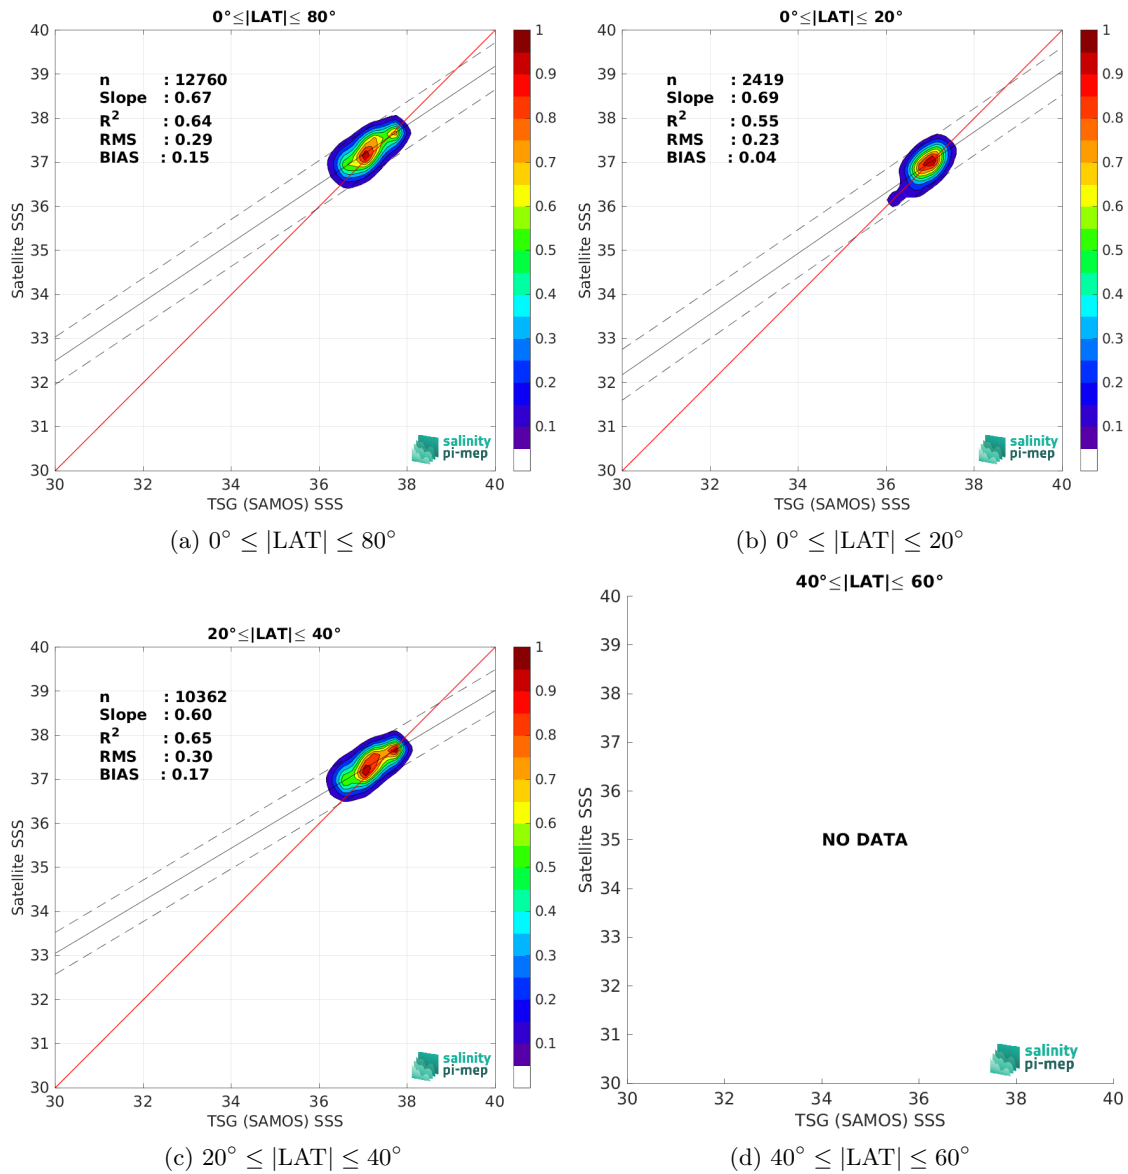 0°≤|LAT|≤ 80°
40
39
38
37
36
35
34
33
32
31
30
Satellite SSS
n : 12760
Slope : 0.67
R² : 0.64
RMS : 0.29
BIAS : 0.15
1
0.9
0.8
0.7
0.6
0.5
0.4
0.3
0.2
0.1
salinity
pi-mep
30 32 34 36 38 40
TSG (SAMOS) SSS
(a) 0° ≤ |LAT| ≤ 80°
0°≤|LAT|≤ 20°
40
39
38
37
36
35
34
33
32
31
30
Satellite SSS
n : 2419
Slope : 0.69
R² : 0.55
RMS : 0.23
BIAS : 0.04
1
0.9
0.8
0.7
0.6
0.5
0.4
0.3
0.2
0.1
salinity
pi-mep
30 32 34 36 38 40
TSG (SAMOS) SSS
(b) 0° ≤ |LAT| ≤ 20°
20°≤|LAT|≤ 40°
40
39
38
37
36
35
34
33
32
31
30
Satellite SSS
n : 10362
Slope : 0.60
R² : 0.65
RMS : 0.30
BIAS : 0.17
1
0.9
0.8
0.7
0.6
0.5
0.4
0.3
0.2
0.1
salinity
pi-mep
30 32 34 36 38 40
TSG (SAMOS) SSS
(c) 20° ≤ |LAT| ≤ 40°
40°≤|LAT|≤ 60°
40
39
38
37
36
35
34
33
32
31
30
Satellite SSS
NO DATA
salinity
pi-mep
30 32 34 36 38 40
TSG (SAMOS) SSS
(d) 40° ≤ |LAT| ≤ 60°